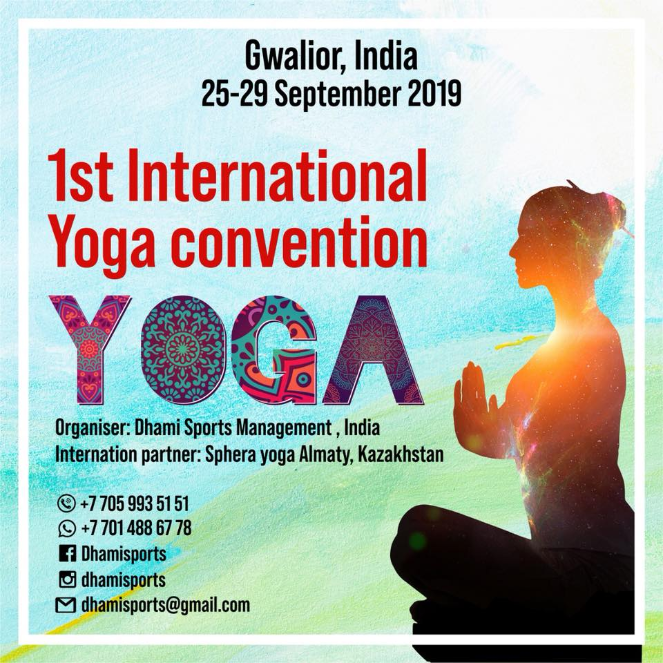 Gwalior, India
25-29 September 2019
1st International
Yoga convention
YOGA
Organiser: Dhami Sports Management , India
Internation partner: Sphera yoga Almaty, Kazakhstan
+7 705 993 51 51
+7 701 488 67 78
Dhamisports
dhamisports
dhamisports@gmail.com